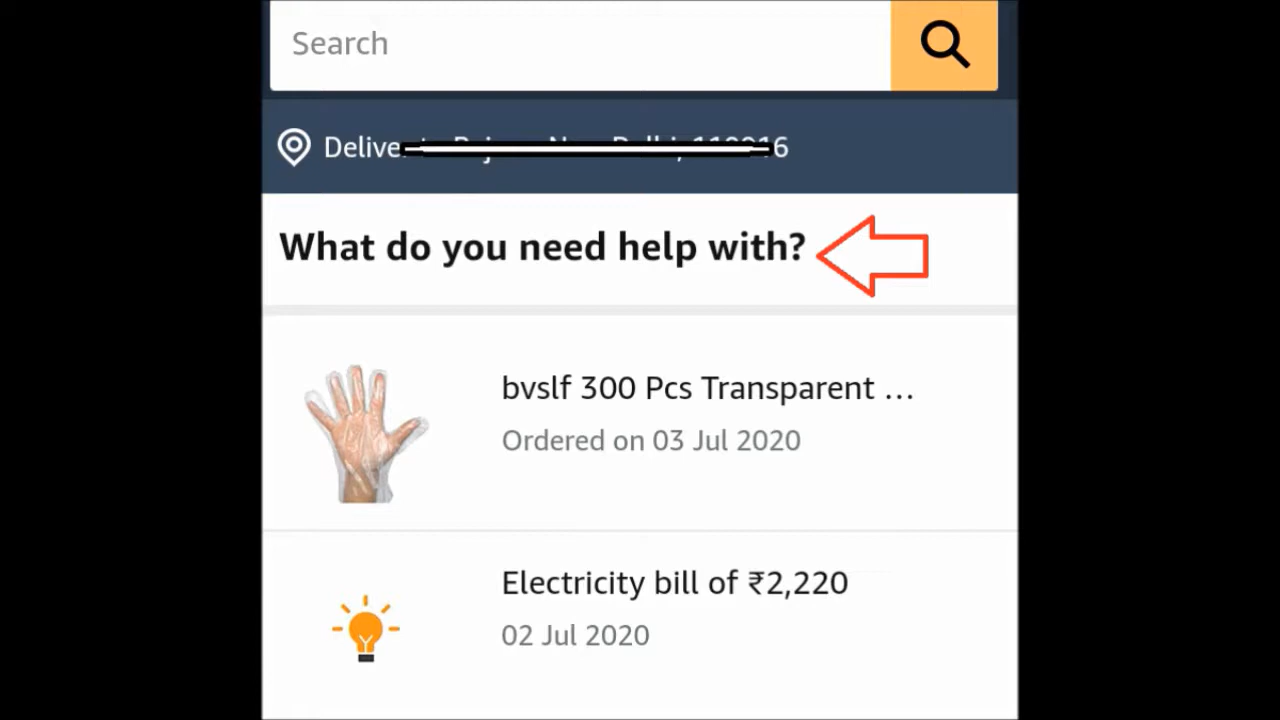 Search
Delive
What do you need help with?
bvslf 300 Pcs Transparent ...
Ordered on 03 Jul 2020
Electricity bill of ₹2,220
02 Jul 2020